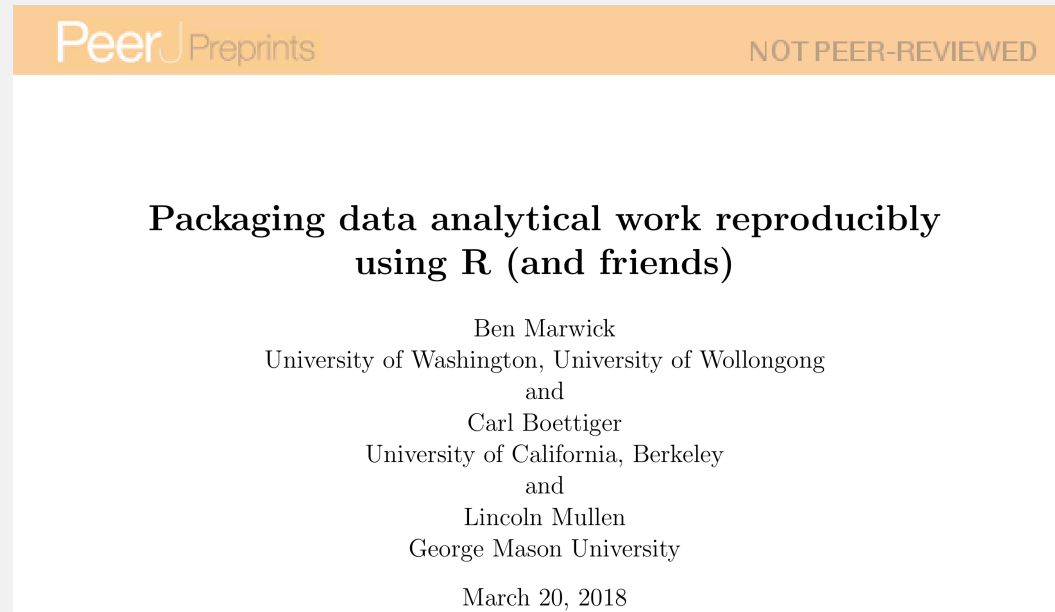 PeerJ Preprints
NOT PEER-REVIEWED
Packaging data analytical work reproducibly
using R (and friends)
Ben Marwick
University of Washington, University of Wollongong
and
Carl Boettiger
University of California, Berkeley
and
Lincoln Mullen
George Mason University
March 20, 2018